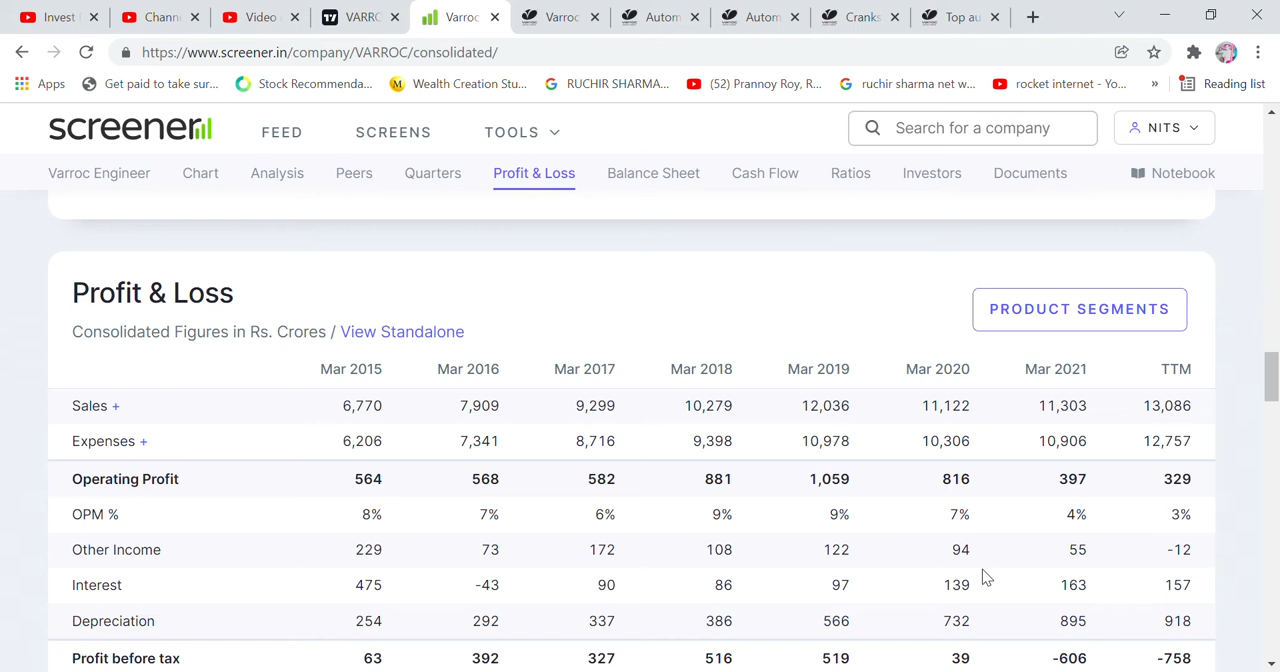 Invest
Chann
Video
VARRC
Varroc
Varroc
Autom
Autom
Cranks
Top au
https://www.screener.in/company/VARROC/consolidated/
Apps
Get paid to take sur...
Stock Recommenda...
Wealth Creation Stu...
RUCHIR SHARMA...
(52) Prannoy Roy, R...
ruchir sharma net w...
rocket internet - Yo...
»
Reading list
screener
FEED
SCREENS
TOOLS
Search for a company
NITS
Varroc Engineer
Chart
Analysis
Peers
Quarters
Profit & Loss
Balance Sheet
Cash Flow
Ratios
Investors
Documents
Notebook
Profit & Loss
PRODUCT SEGMENTS
Consolidated Figures in Rs. Crores / View Standalone
Mar 2015 Mar 2016 Mar 2017 Mar 2018 Mar 2019 Mar 2020 Mar 2021 TTM
Sales + 6,770 7,909 9,299 10,279 12,036 11,122 11,303 13,086
Expenses + 6,206 7,341 8,716 9,398 10,978 10,306 10,906 12,757
Operating Profit 564 568 582 881 1,059 816 397 329
OPM % 8% 7% 6% 9% 9% 7% 4% 3%
Other Income 229 73 172 108 122 94 55 -12
Interest 475 -43 90 86 97 139 163 157
Depreciation 254 292 337 386 566 732 895 918
Profit before tax 63 392 327 516 519 39 -606 -758